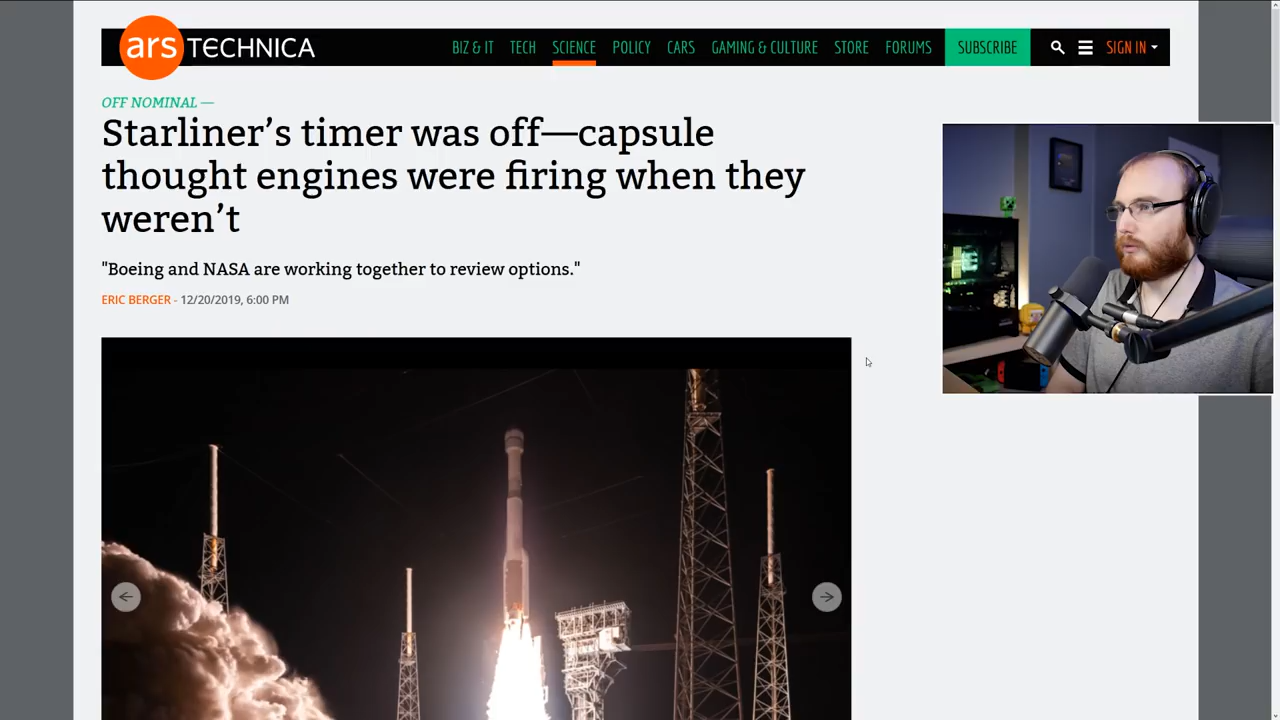 ars TECHNICA
BIZ & IT TECH SCIENCE POLICY CARS GAMING & CULTURE STORE FORUMS SUBSCRIBE SIGN IN
OFF NOMINAL —
Starliner’s timer was off—capsule
thought engines were firing when they
weren’t
"Boeing and NASA are working together to review options."
ERIC BERGER - 12/20/2019, 6:00 PM